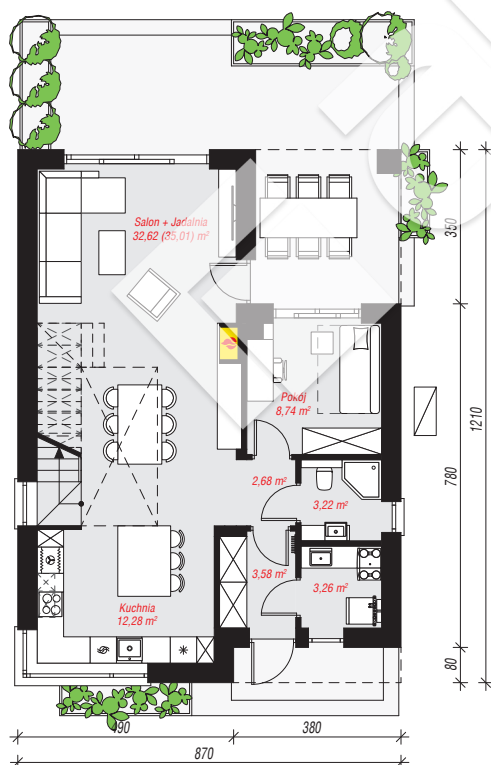 Salon + Jadalnia
32,62 (35,01) m²
350
Pokój
8,74 m²
1210
2,68 m²
780
3,22 m²
3,58 m²
3,26 m²
Kuchnia
12,28 m²
80
490
380
870